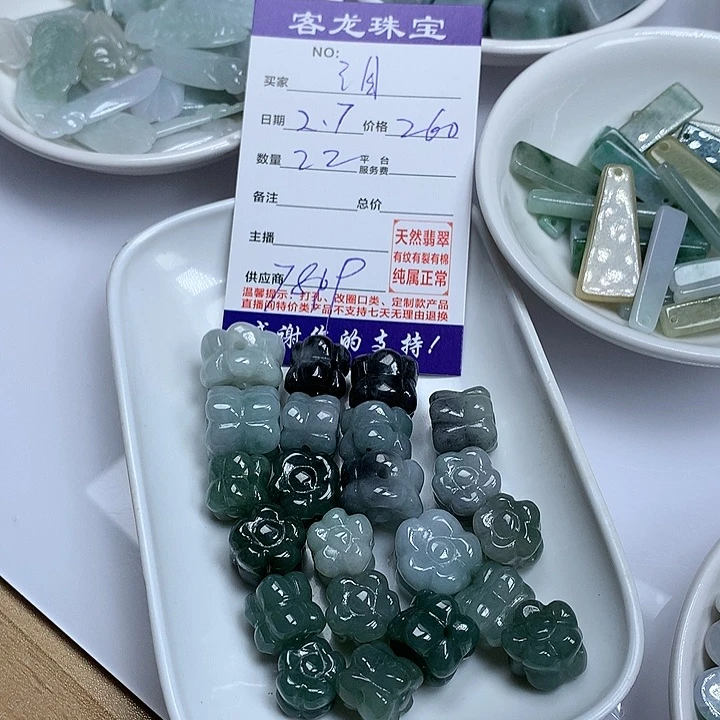 客龙珠宝
NO:
买家
日期 2.7 价格 260
数量 22 平台服务费
备注 总价
主播
天然翡翠
有纹有裂有棉
纯属正常
供应商 7869
温馨提示：打孔、改圈口类、定制款产品
直播间特价类产品不支持七天无理由退换
感谢您的支持！